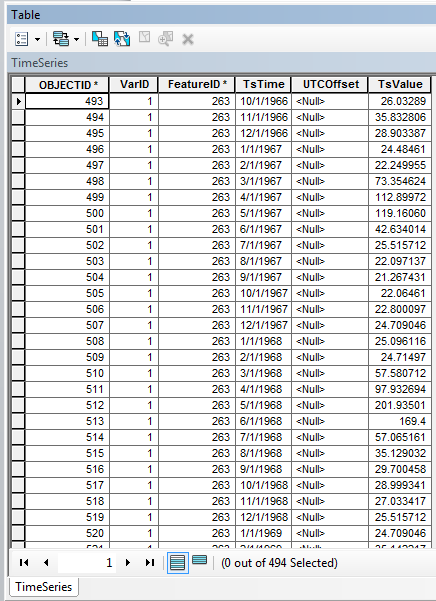 Table
TimeSeries
OBJECTID * VarID FeatureID * TsTime UTCOffset TsValue
493 1 263 10/1/1966 <Null> 26.03289
494 1 263 11/1/1966 <Null> 35.832806
495 1 263 12/1/1966 <Null> 28.903387
496 1 263 1/1/1967 <Null> 24.48461
497 1 263 2/1/1967 <Null> 22.249955
498 1 263 3/1/1967 <Null> 73.354624
499 1 263 4/1/1967 <Null> 112.89972
500 1 263 5/1/1967 <Null> 119.16060
501 1 263 6/1/1967 <Null> 42.634014
502 1 263 7/1/1967 <Null> 25.515712
503 1 263 8/1/1967 <Null> 22.097137
504 1 263 9/1/1967 <Null> 21.267431
505 1 263 10/1/1967 <Null> 22.06461
506 1 263 11/1/1967 <Null> 22.800097
507 1 263 12/1/1967 <Null> 24.709046
508 1 263 1/1/1968 <Null> 25.096116
509 1 263 2/1/1968 <Null> 24.71497
510 1 263 3/1/1968 <Null> 57.580712
511 1 263 4/1/1968 <Null> 97.932694
512 1 263 5/1/1968 <Null> 201.93501
513 1 263 6/1/1968 <Null> 169.4
514 1 263 7/1/1968 <Null> 57.065161
515 1 263 8/1/1968 <Null> 35.129032
516 1 263 9/1/1968 <Null> 29.700458
517 1 263 10/1/1968 <Null> 28.999341
518 1 263 11/1/1968 <Null> 27.033417
519 1 263 12/1/1968 <Null> 25.515712
520 1 263 1/1/1969 <Null> 24.709046
1 (0 out of 494 Selected)
TimeSeries